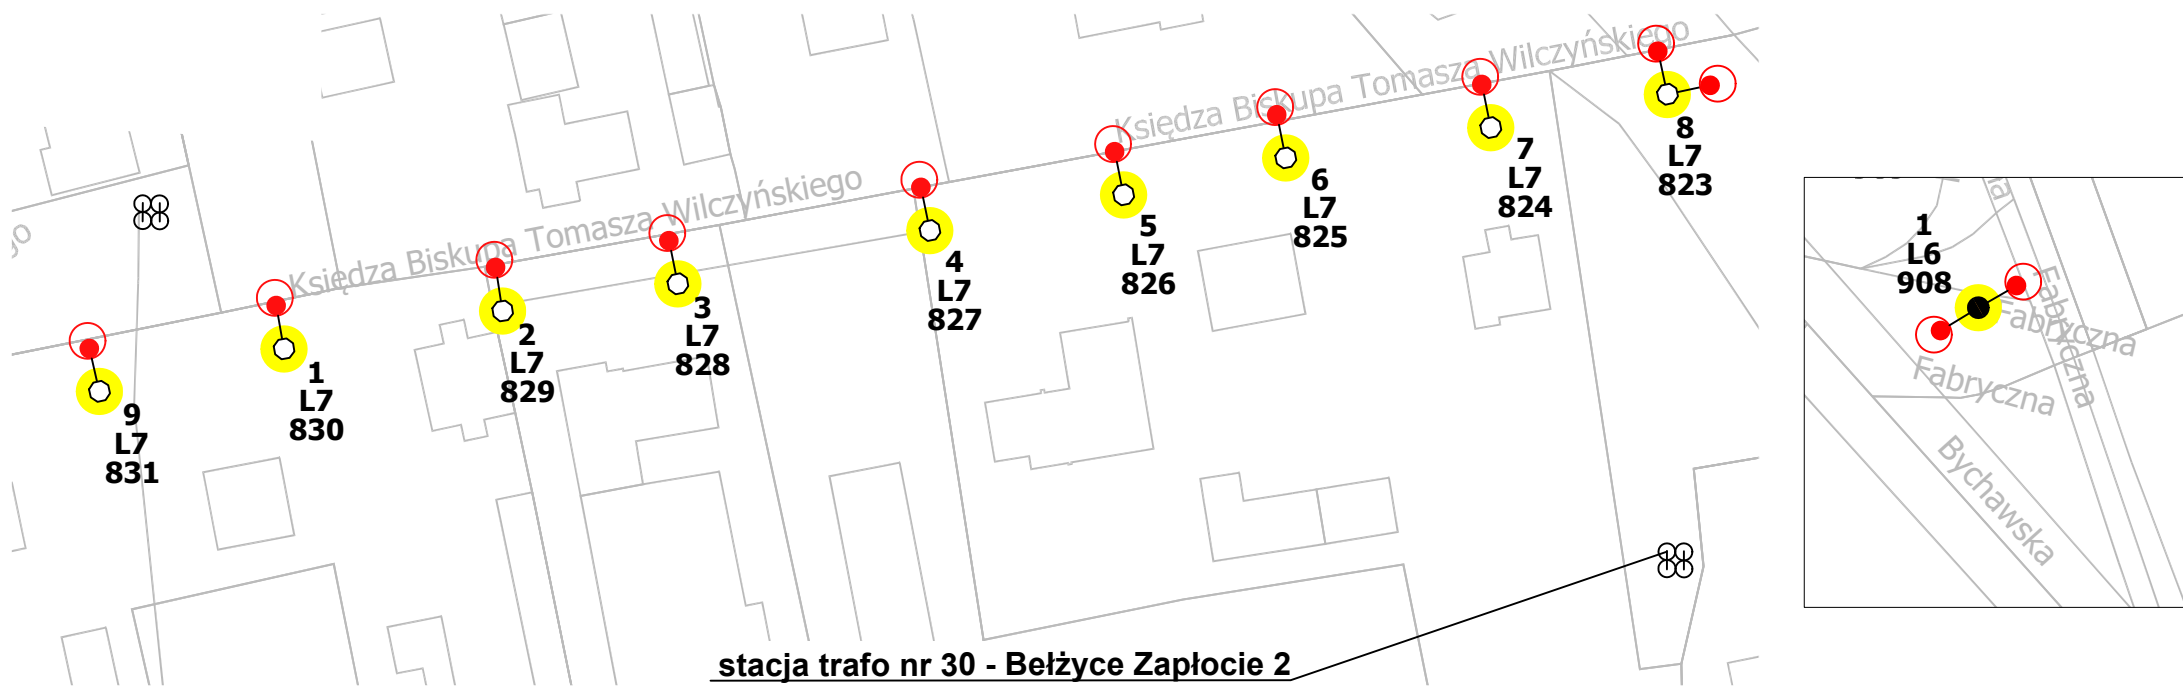 Księdza Biskupa Tomasza Wilczyńskiego
Księdza Biskupa Tomasza Wilczyńskiego
go
9
L7
831
1
L7
830
2
L7
829
3
L7
828
4
L7
827
5
L7
826
6
L7
825
7
L7
824
8
L7
823
stacja trafo nr 30 - Bełżyce Zapłocie 2
1
L6
908
na
Fabryczna
Fabryczna
Fabryczna
Bychawska